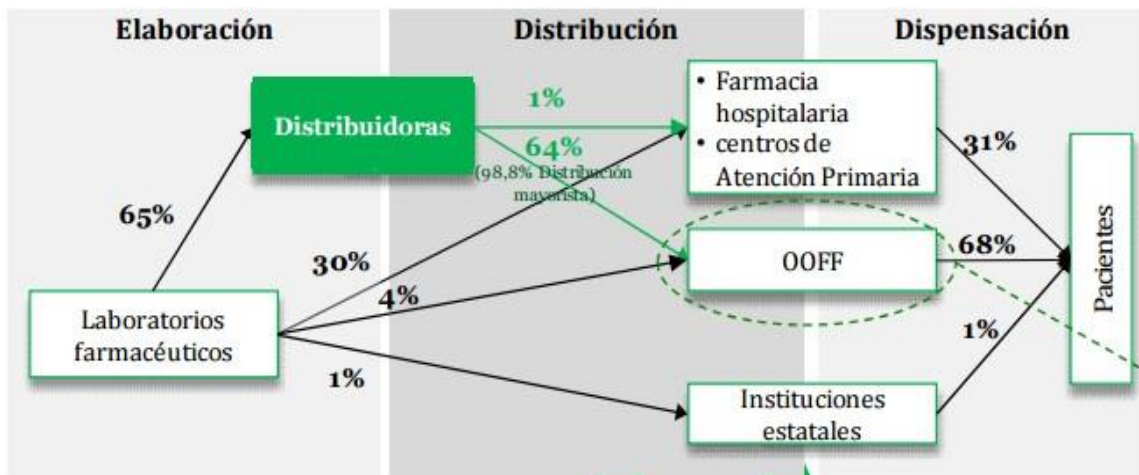 Elaboración
Distribución
Dispensación
Distribuidoras
1%
64%
(98,8% Distribución
mayorista)
• Farmacia
hospitalaria
• centros de
Atención Primaria
31%
65%
30%
4%
OOFF
68%
Pacientes
Laboratorios
farmacéuticos
1%
1%
Instituciones
estatales